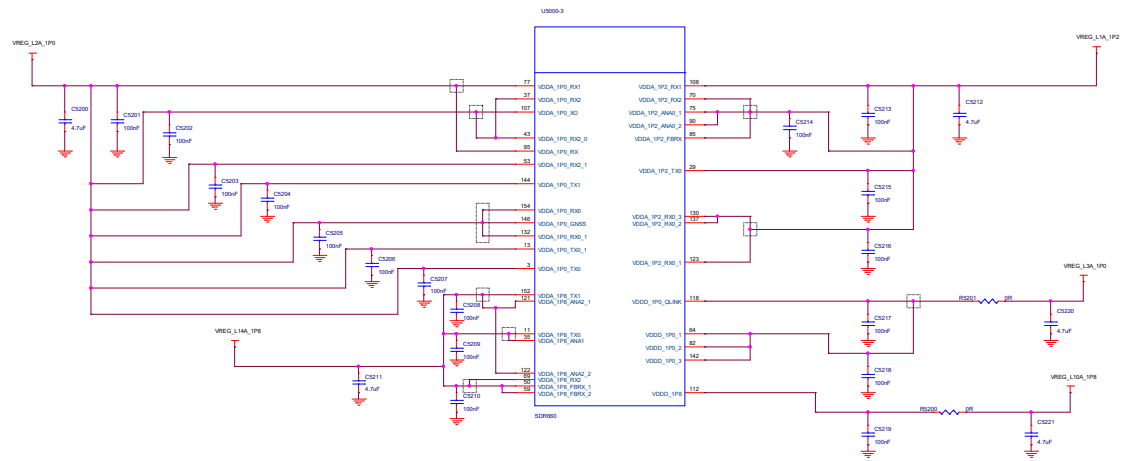 U5000-3
VREG_L2A_1P0
VREG_L1A_1P2
77
VDDA_1P0_RX1
37
VDDA_1P0_RX2
107
VDDA_1P0_XO
43
VDDA_1P0_RX2_0
95
VDDA_1P0_RX
53
VDDA_1P0_RX2_1
144
VDDA_1P0_TX1
154
VDDA_1P0_RX0
146
VDDA_1P0_GNSS
132
VDDA_1P0_RX0_1
13
VDDA_1P0_TX0_1
3
VDDA_1P0_TX0
152
VDDA_1P8_TX1
121
VDDA_1P8_ANA2_1
11
VDDA_1P8_TX0
35
VDDA_1P8_ANA1
122
VDDA_1P8_ANA2_2
69
VDDA_1P8_RX2
50
VDDA_1P8_FBRX_1
59
VDDA_1P8_FBRX_2
VDDA_1P2_RX1
108
VDDA_1P2_RX2
70
VDDA_1P2_ANA0_1
75
VDDA_1P2_ANA0_2
90
VDDA_1P2_FBRX
85
VDDA_1P2_TX0
29
VDDA_1P2_RX0_3
130
VDDA_1P2_RX0_2
137
VDDA_1P2_RX0_1
123
VDDD_1P0_QLINK
118
VDDD_1P0_1
64
VDDD_1P0_2
82
VDDD_1P0_3
142
VDDD_1P8
112
SDR660
C5200
4.7uF
C5201
100nF
C5202
100nF
C5203
100nF
C5204
100nF
C5205
100nF
C5206
100nF
C5207
100nF
C5208
100nF
C5209
100nF
C5210
100nF
VREG_L14A_1P8
C5211
4.7uF
C5212
4.7uF
C5213
100nF
C5214
100nF
C5215
100nF
C5216
100nF
VREG_L3A_1P0
R5201
0R
C5217
100nF
C5220
4.7uF
C5218
100nF
VREG_L10A_1P8
R5200
0R
C5219
100nF
C5221
4.7uF